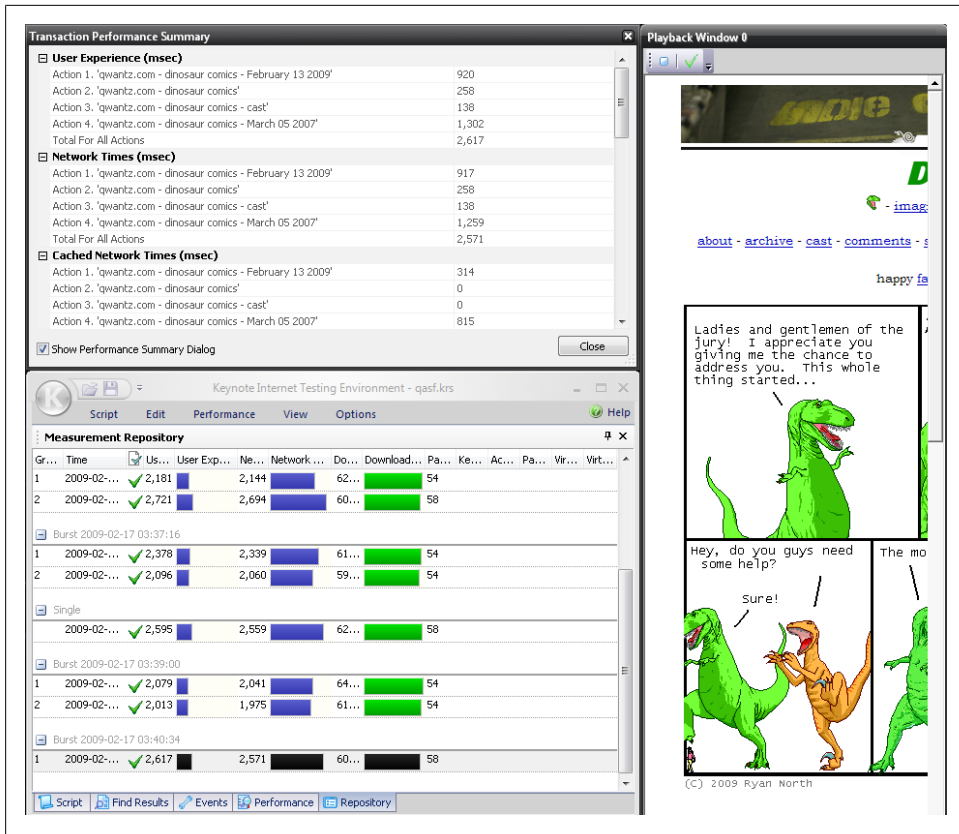 Transaction Performance Summary
User Experience (msec)
Action 1. 'qwantz.com - dinosaur comics - February 13 2009' 920
Action 2. 'qwantz.com - dinosaur comics' 258
Action 3. 'qwantz.com - dinosaur comics - cast' 138
Action 4. 'qwantz.com - dinosaur comics - March 05 2007' 1,302
Total For All Actions 2,617
Network Times (msec)
Action 1. 'qwantz.com - dinosaur comics - February 13 2009' 917
Action 2. 'qwantz.com - dinosaur comics' 258
Action 3. 'qwantz.com - dinosaur comics - cast' 138
Action 4. 'qwantz.com - dinosaur comics - March 05 2007' 1,259
Total For All Actions 2,571
Cached Network Times (msec)
Action 1. 'qwantz.com - dinosaur comics - February 13 2009' 314
Action 2. 'qwantz.com - dinosaur comics' 0
Action 3. 'qwantz.com - dinosaur comics - cast' 0
Action 4. 'qwantz.com - dinosaur comics - March 05 2007' 815
Show Performance Summary Dialog
Close
K
Keynote Internet Testing Environment - qasf.krs
Script Edit Performance View Options Help
Measurement Repository
Gr... Time Us... User Exp... Ne... Network ... Do... Download... Pa... Ke... Ac... Pa... Vir... Virt...
1 2009-02-... 2,181 2,144 62... 54
2 2009-02-... 2,721 2,694 60... 58
Burst 2009-02-17 03:37:16
1 2009-02-... 2,378 2,339 61... 54
2 2009-02-... 2,096 2,060 59... 54
Single
2009-02-... 2,595 2,559 62... 58
Burst 2009-02-17 03:39:00
1 2009-02-... 2,079 2,041 64... 54
2 2009-02-... 2,013 1,975 61... 54
Burst 2009-02-17 03:40:34
1 2009-02-... 2,617 2,571 60... 58
Script Find Results Events Performance Repository
Playback Window 0
D
- imag
about - archive - cast - comments - s
happy fa
Ladies and gentlemen of the
jury! I appreciate you
giving me the chance to
address you. This whole
thing started...
Hey, do you guys need
some help?
Sure!
The mo
(C) 2009 Ryan North